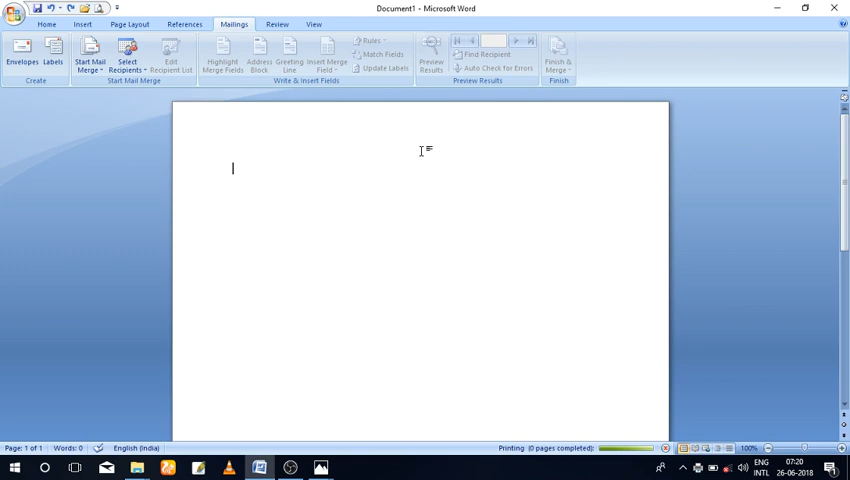 Document1 - Microsoft Word
Home Insert Page Layout References Mailings Review View
Envelopes Labels
Create
Start Mail Merge
Select Recipients
Edit Recipient List
Start Mail Merge
Highlight Merge Fields
Address Block
Greeting Line
Insert Merge Field
Rules
Match Fields
Update Labels
Write & Insert Fields
Preview Results
Find Recipient
Auto Check for Errors
Preview Results
Finish & Merge
Finish
Page: 1 of 1 Words: 0 English (India) Printing (0 pages completed): 100%
ENG 07:20
INTL 26-06-2018